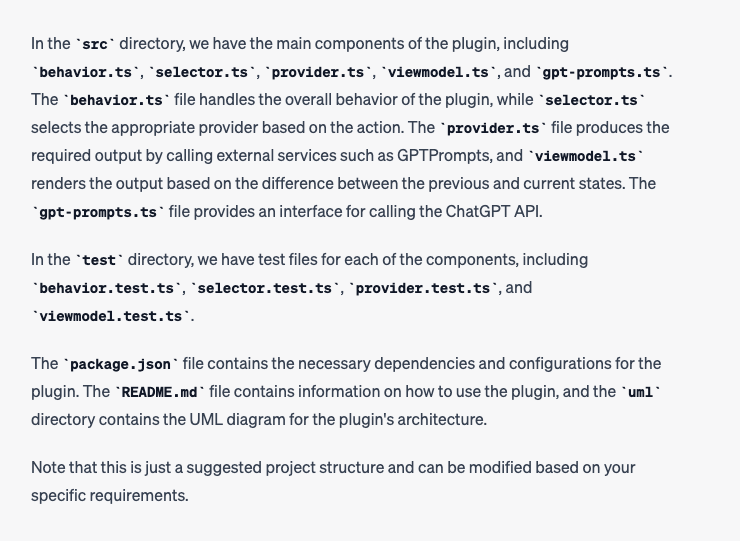 In the `src` directory, we have the main components of the plugin, including
`behavior.ts`, `selector.ts`, `provider.ts`, `viewmodel.ts`, and `gpt-prompts.ts`.
The `behavior.ts` file handles the overall behavior of the plugin, while `selector.ts`
selects the appropriate provider based on the action. The `provider.ts` file produces the
required output by calling external services such as GPTPrompts, and `viewmodel.ts`
renders the output based on the difference between the previous and current states. The
`gpt-prompts.ts` file provides an interface for calling the ChatGPT API.
In the `test` directory, we have test files for each of the components, including
`behavior.test.ts`, `selector.test.ts`, `provider.test.ts`, and
`viewmodel.test.ts`.
The `package.json` file contains the necessary dependencies and configurations for the
plugin. The `README.md` file contains information on how to use the plugin, and the `uml`
directory contains the UML diagram for the plugin's architecture.
Note that this is just a suggested project structure and can be modified based on your
specific requirements.